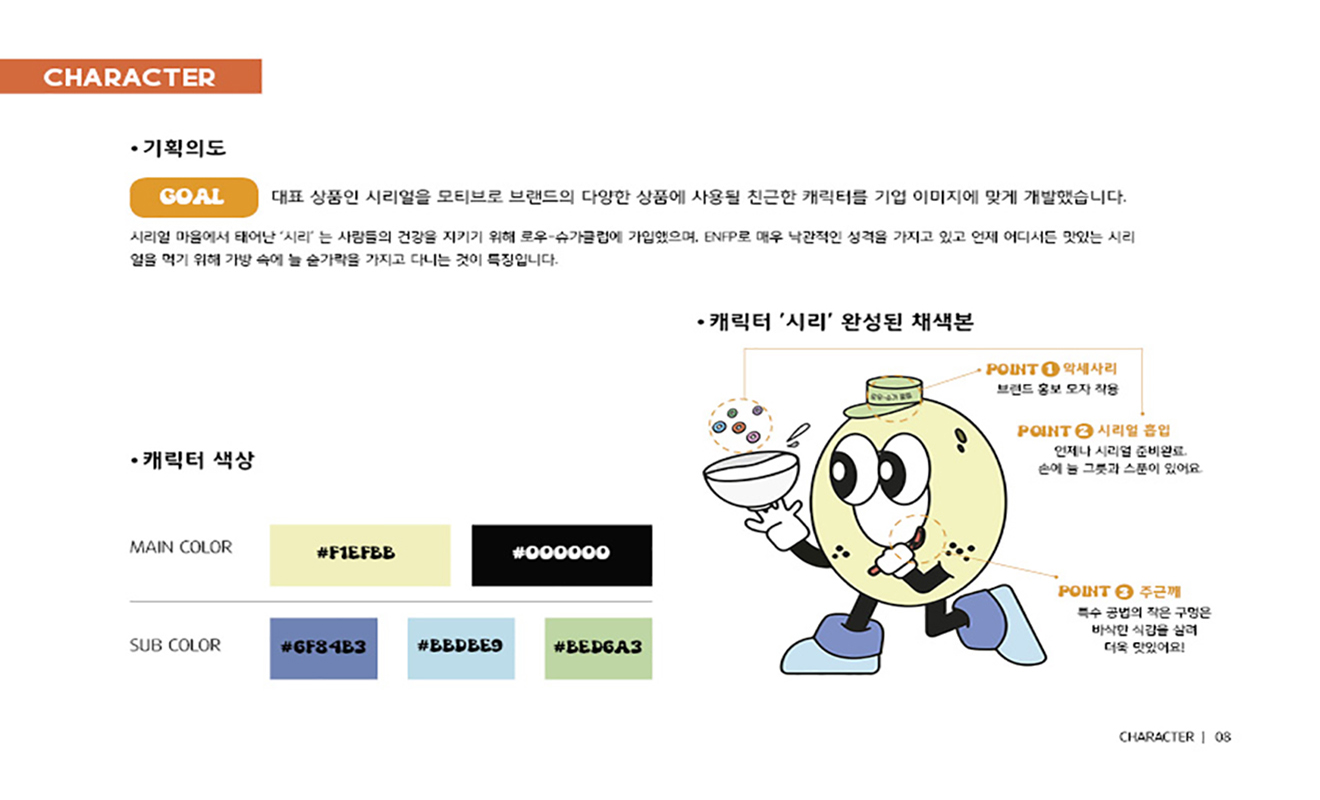 CHARACTER
• 기획의도
GOAL 대표 상품인 시리얼을 모티브로 브랜드의 다양한 상품에 사용될 친근한 캐릭터를 기업 이미지에 맞게 개발했습니다.
시리얼 마을에서 태어난 '시리' 는 사람들의 건강을 지키기 위해 로우-슈가클럽에 가입했으며, ENFP로 매우 낙관적인 성격을 가지고 있고 언제 어디서든 맛있는 시리
얼을 먹기 위해 가방 속에 늘 숟가락을 가지고 다니는 것이 특징입니다.
• 캐릭터 '시리' 완성된 채색본
POINT 1 악세사리
브랜드 홍보 모자 착용
POINT 2 시리얼 흡입
언제나 시리얼 준비완료.
손에 늘 그릇과 스푼이 있어요.
• 캐릭터 색상
MAIN COLOR #F1EFBB #000000
SUB COLOR #6F84B3 #BBDBE9 #BED6A3
POINT 3 주근깨
특수 공법의 작은 구멍은
바삭한 식감을 살려
더욱 맛있어요!
CHARACTER | 08